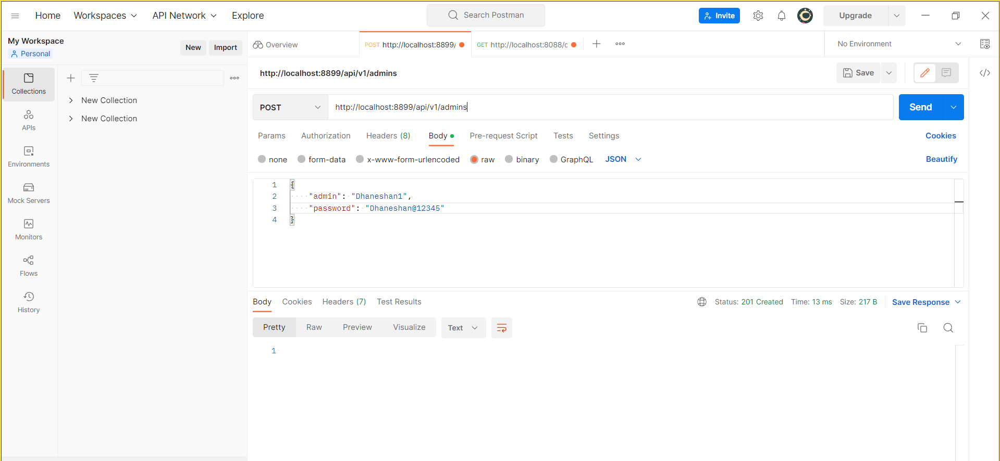 Home Workspaces API Network Explore Search Postman Invite Upgrade
My Workspace
Personal
New Import
Overview POST http://localhost:8899/ GET http://localhost:8088/c No Environment
http://localhost:8899/api/v1/admins Save
Collections
APIs
Environments
Mock Servers
Monitors
Flows
History
New Collection
New Collection
POST http://localhost:8899/api/v1/admins Send
Params Authorization Headers (8) Body Pre-request Script Tests Settings Cookies
none form-data x-www-form-urlencoded raw binary GraphQL JSON Beautify
1 {
2 "admin": "Dhaneshan1",
3 "password": "Dhaneshan@12345"
4 }
Body Cookies Headers (7) Test Results Status: 201 Created Time: 13 ms Size: 217 B Save Response
Pretty Raw Preview Visualize Text
1